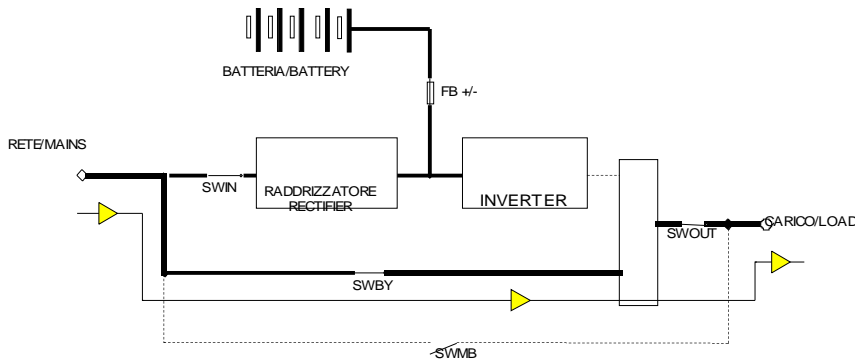 BATTERIA/BATTERY
FB +/-
RETE/MAINS
SWIN
RADDRIZZATORE
RECTIFIER
INVERTER
SWOUT
CARICO/LOAD
SWBY
SWMB